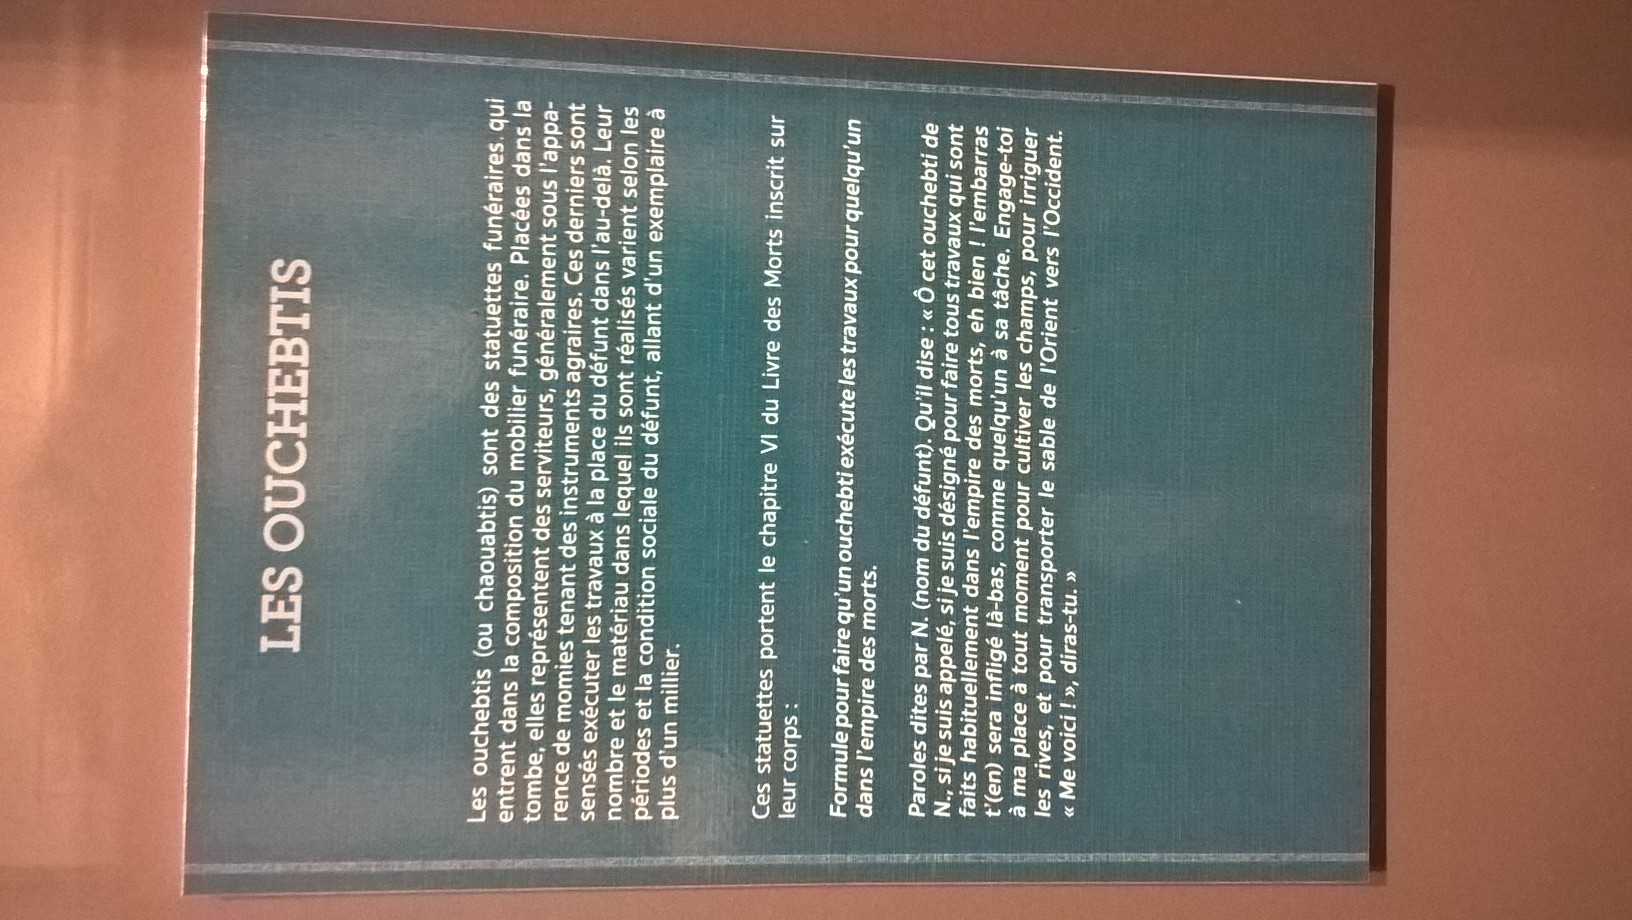 LES OUCHEBTIS
Les ouchebtis (ou chaouabtis) sont des statuettes funéraires qui
entrent dans la composition du mobilier funéraire. Placées dans la
tombe, elles représentent des serviteurs, généralement sous l'appa-
rence de momies tenant des instruments agraires. Ces derniers sont
sensés exécuter les travaux à la place du défunt dans l'au-delà. Leur
nombre et le matériau dans lequel ils sont réalisés varient selon les
périodes et la condition sociale du défunt, allant d'un exemplaire à
plus d'un millier.
Ces statuettes portent le chapitre VI du Livre des Morts inscrit sur
leur corps :
Formule pour faire qu'un ouchebti exécute les travaux pour quelqu'un
dans l'empire des morts.
Paroles dites par N. (nom du défunt). Qu'il dise : « Ô cet ouchebti de
N., si je suis appelé, si je suis désigné pour faire tous travaux qui sont
faits habituellement dans l'empire des morts, eh bien ! l'embarras
t'(en) sera infligé là-bas, comme quelqu'un à sa tâche. Engage-toi
à ma place à tout moment pour cultiver les champs, pour irriguer
les rives, et pour transporter le sable de l'Orient vers l'Occident.
« Me voici ! », diras-tu. »